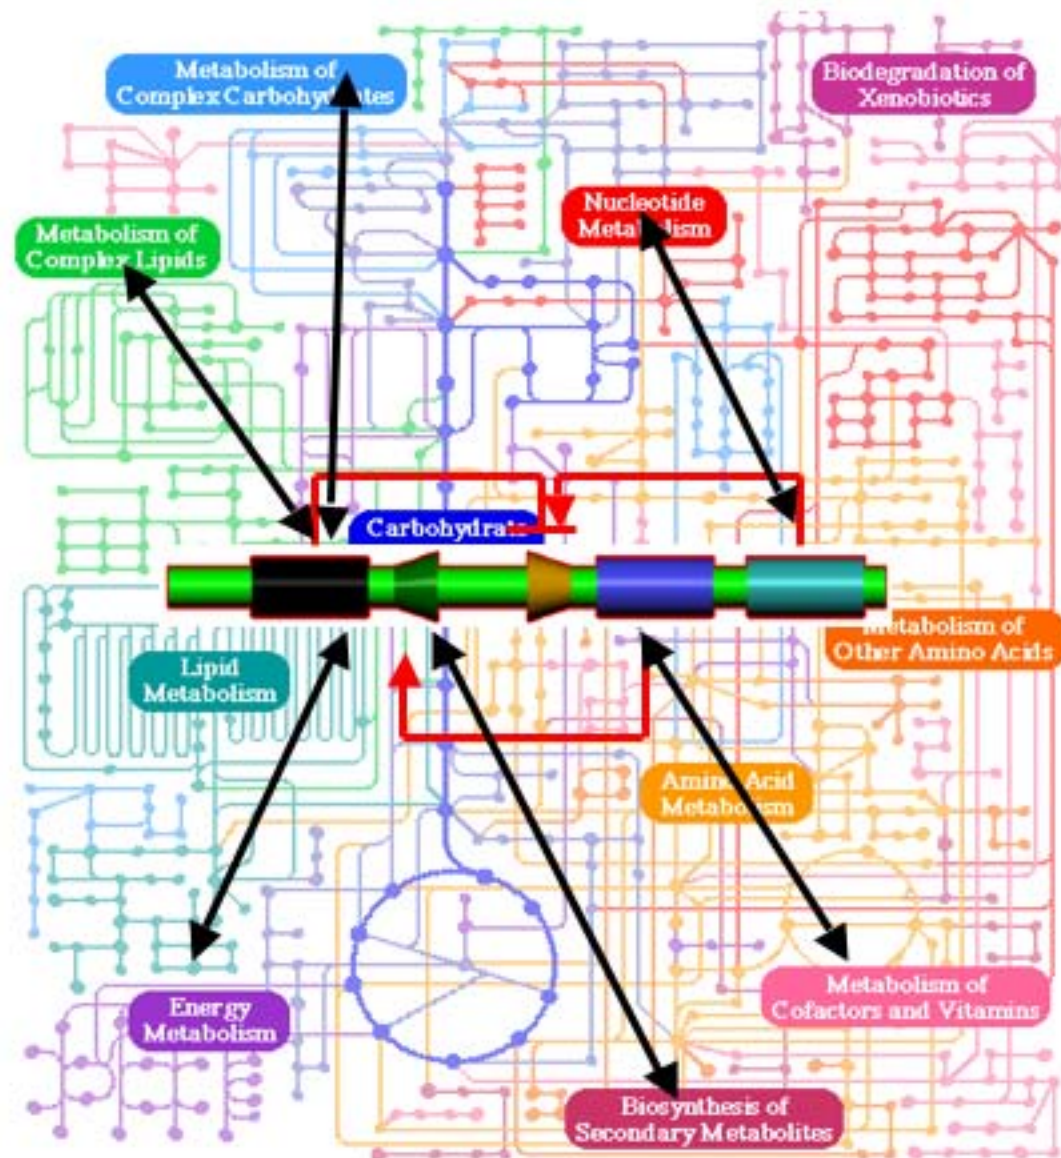 Metabolism of
Complex Carbohydrates
Biodegradation of
Xenobiotics
Nucleotide
Metabolism
Metabolism of
Complex Lipids
Carbohydrate
Metabolism of
Other Amino Acids
Lipid
Metabolism
Amino Acid
Metabolism
Metabolism of
Cofactors and Vitamins
Energy
Metabolism
Biosynthesis of
Secondary Metabolites